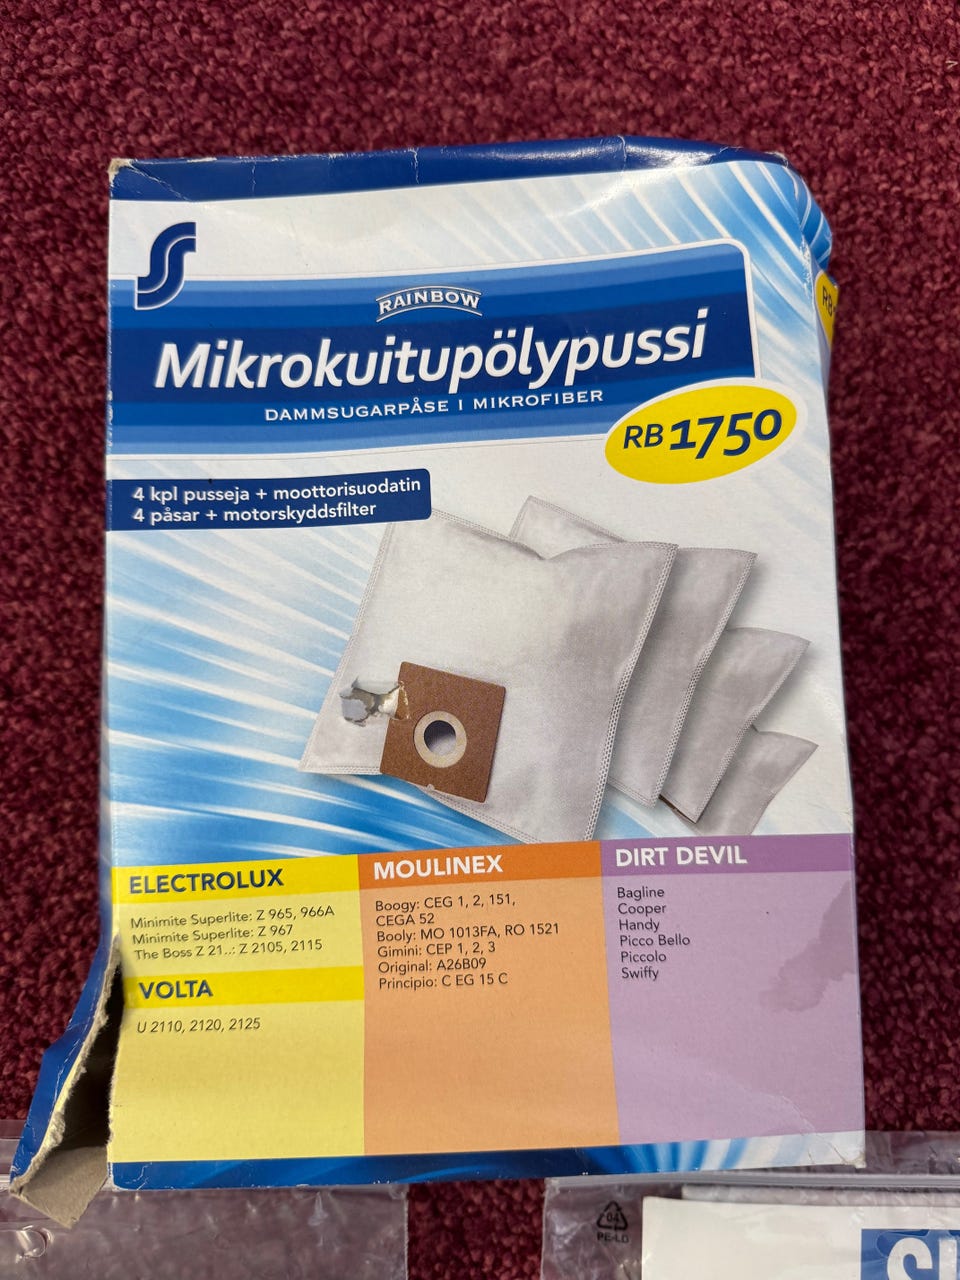 S
RAINBOW
Mikrokuitupölypussi
DAMMSUGARPÅSE I MIKROFIBER
RB 1750
4 kpl pusseja + moottorisuodatin
4 påsar + motorskyddsfilter
ELECTROLUX
Minimite Superlite: Z 965, 966A
Minimite Superlite: Z 967
The Boss Z 21..: Z 2105, 2115
VOLTA
U 2110, 2120, 2125
MOULINEX
Boogy: CEG 1, 2, 151,
CEGA 52
Booly: MO 1013FA, RO 1521
Gimini: CEP 1, 2, 3
Original: A26B09
Principio: C EG 15 C
DIRT DEVIL
Bagline
Cooper
Handy
Picco Bello
Piccolo
Swiffy
04
PE-LD